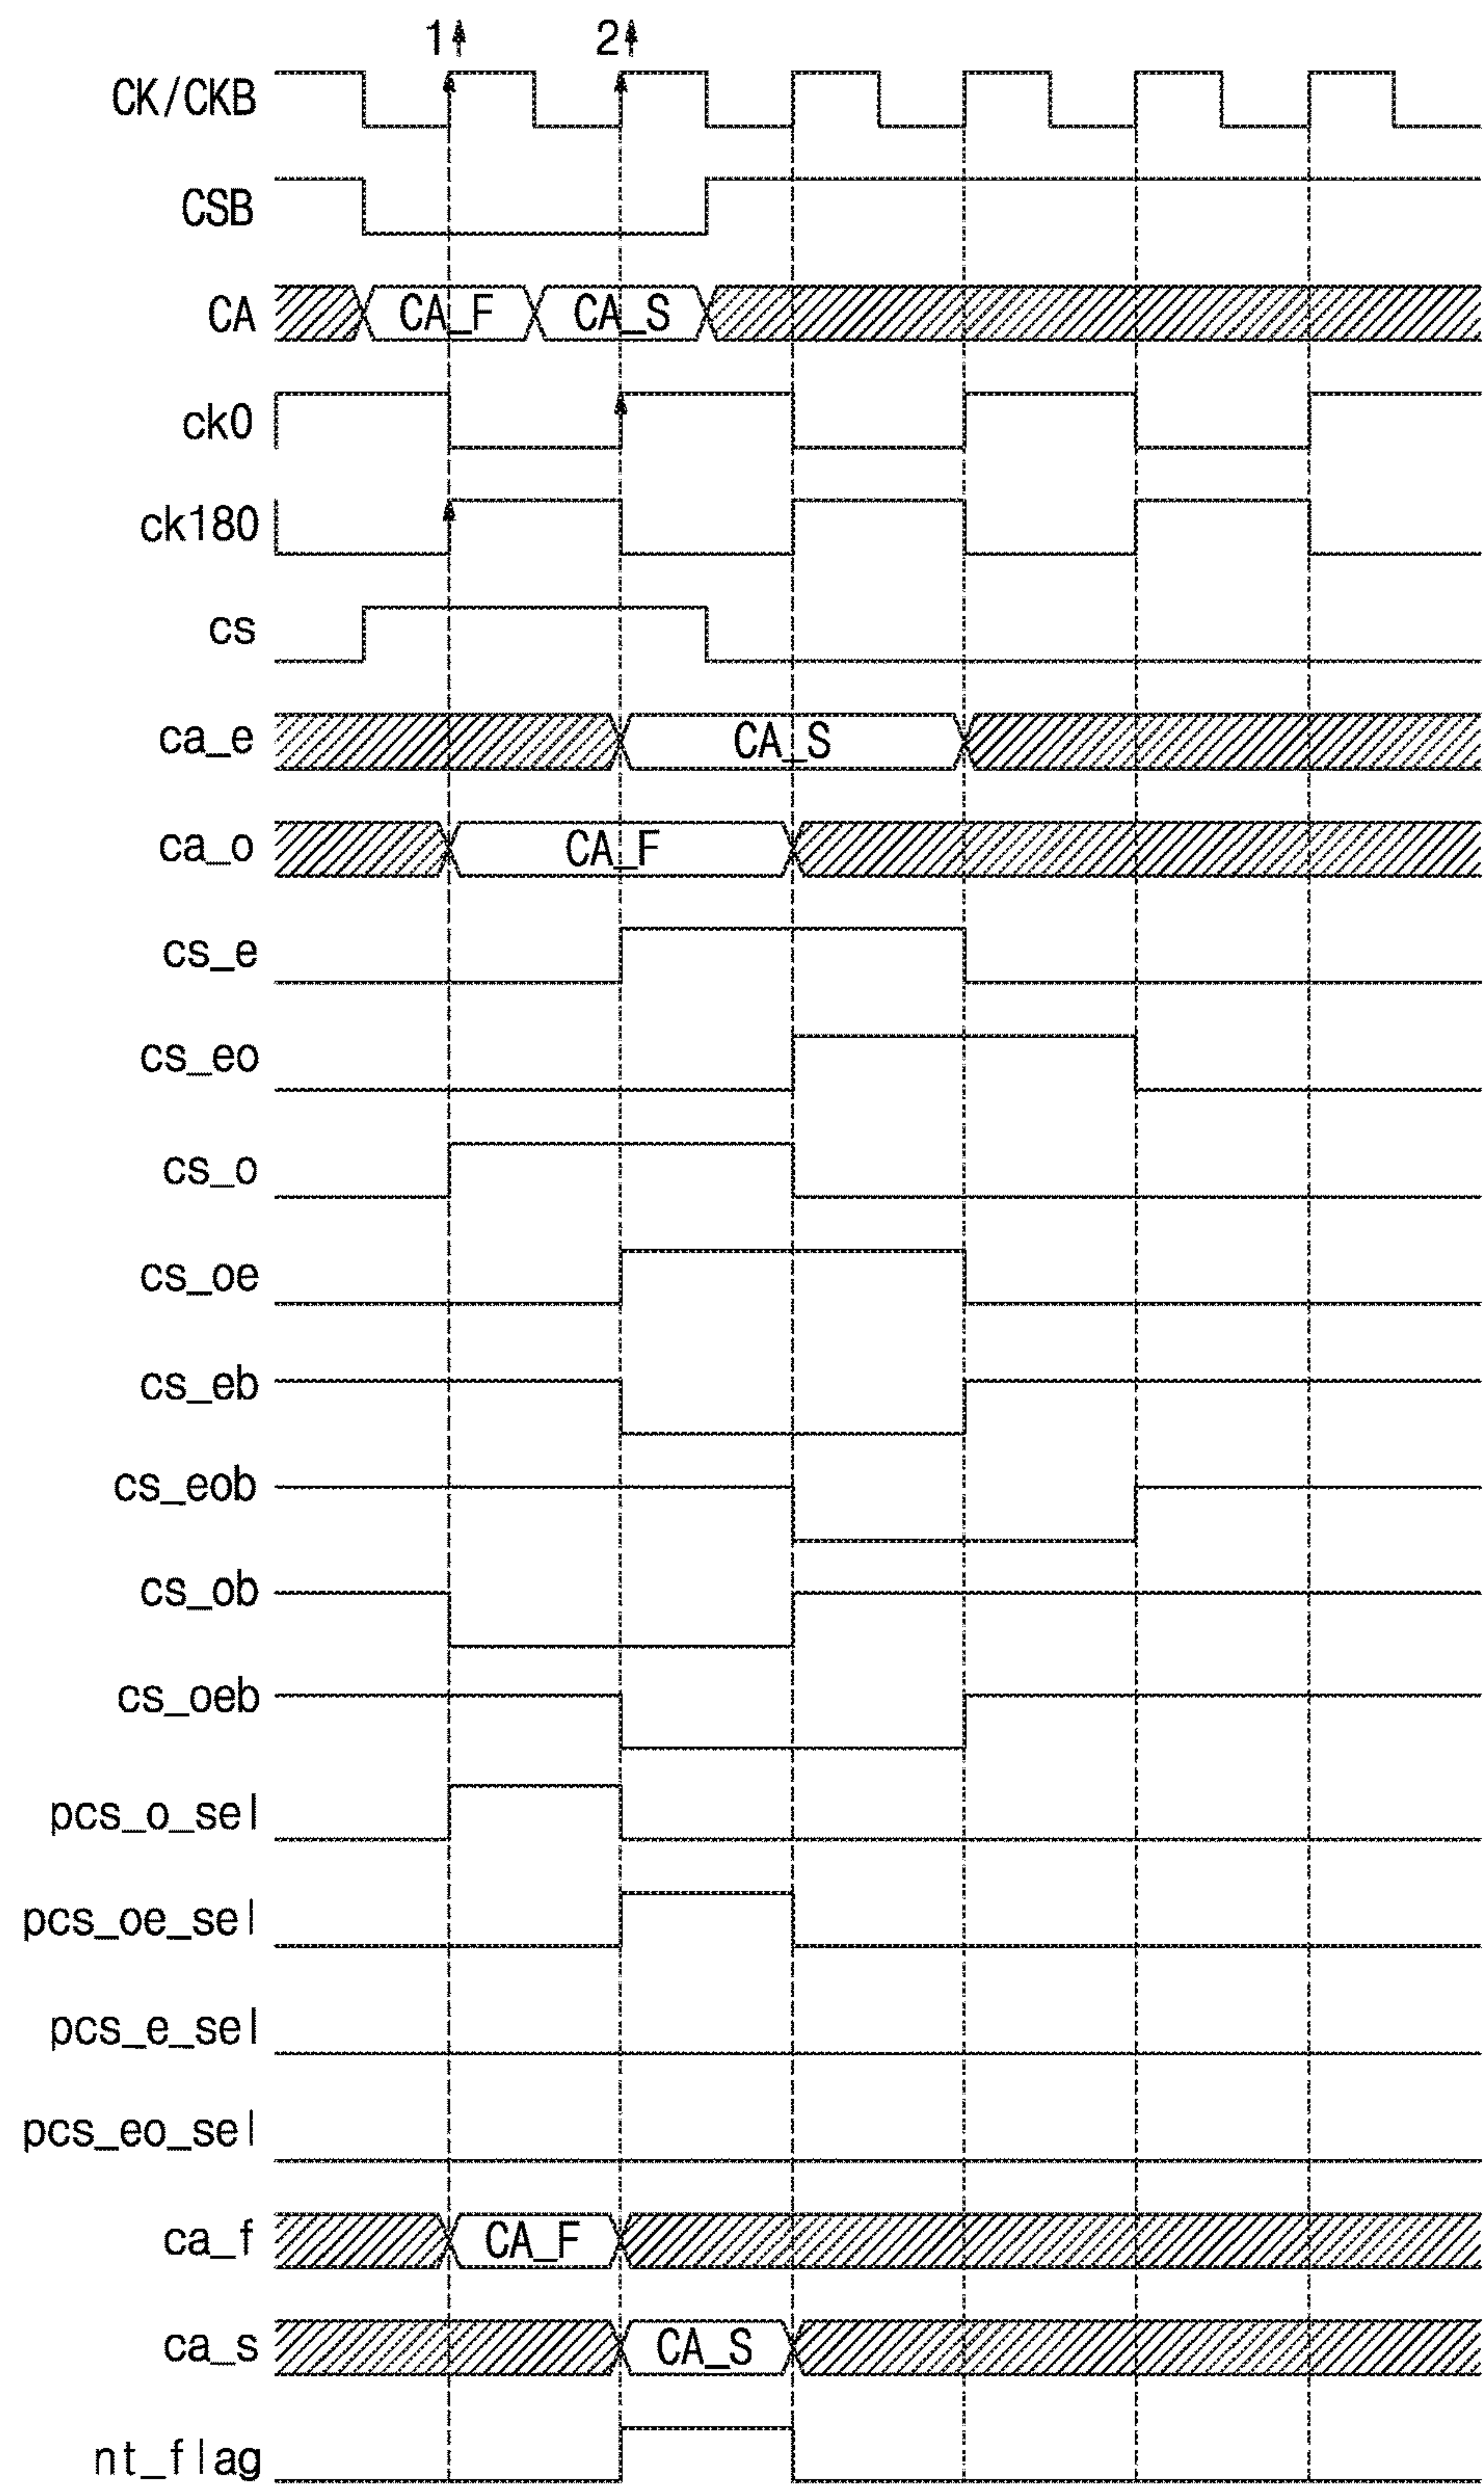 1 2
CK/CKB
CSB
CA CA_F CA_S
ck0
ck180
cs
ca_e CA_S
ca_o CA_F
cs_e
cs_eo
cs_o
cs_oe
cs_eb
cs_eob
cs_ob
cs_oeb
pcs_o_sel
pcs_oe_sel
pcs_e_sel
pcs_eo_sel
ca_f CA_F
ca_s CA_S
nt_flag